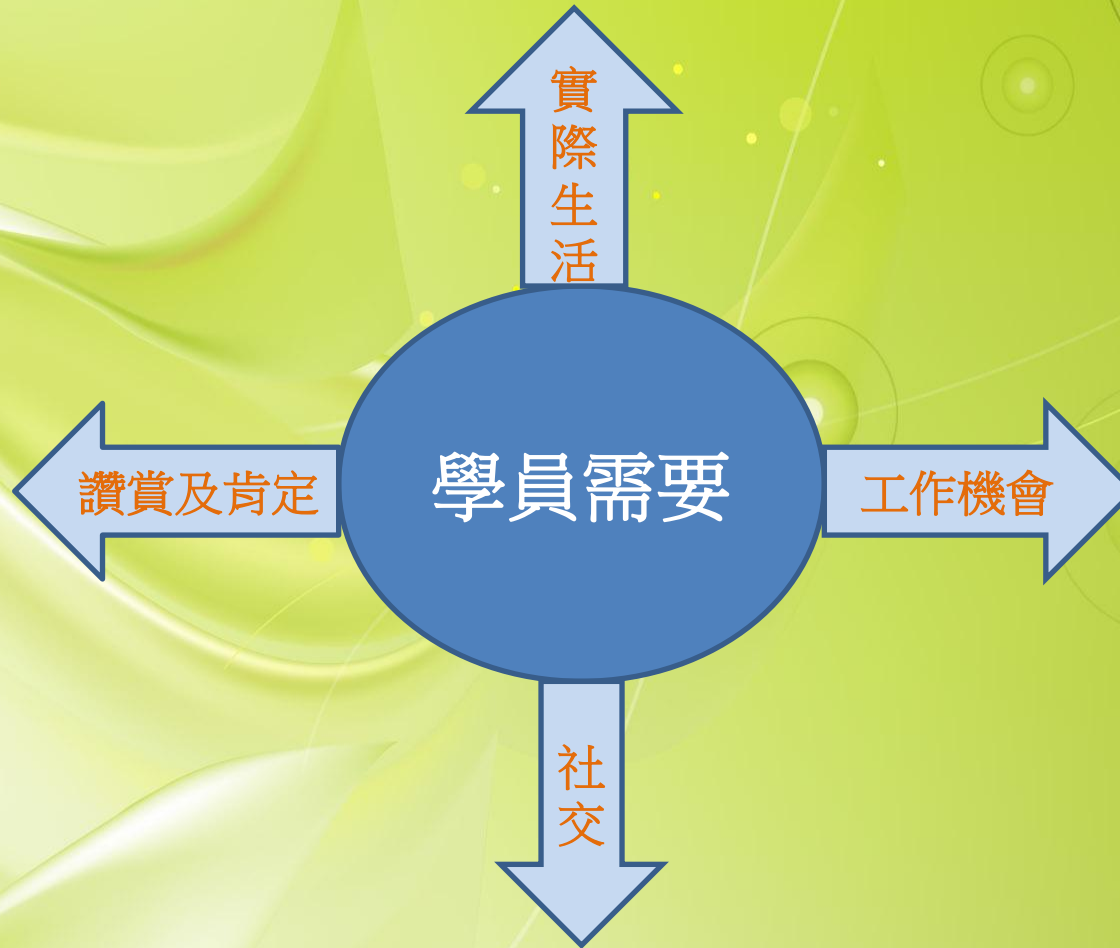 實際生活
讚賞及肯定
學員需要
工作機會
社交